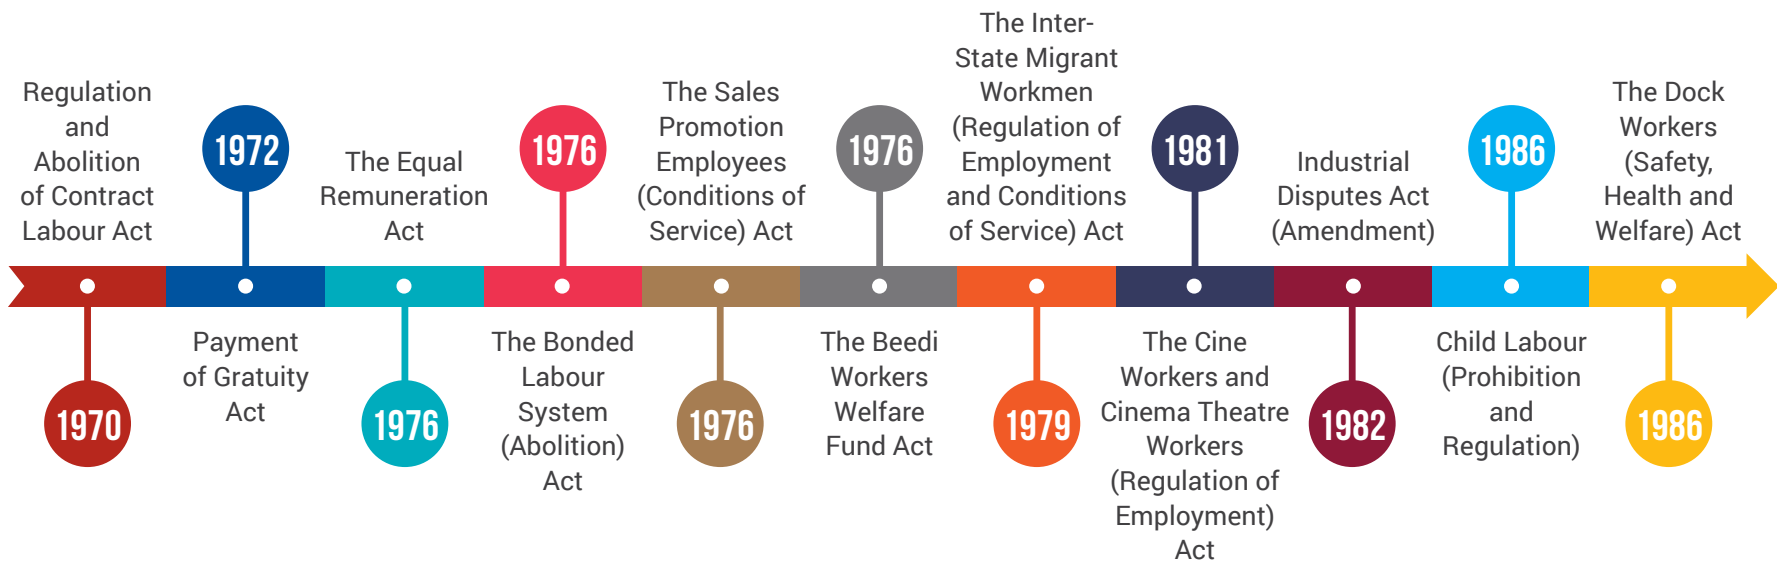 Regulation
and
Abolition
of Contract
Labour Act
1970
1972
Payment
of Gratuity
Act
The Equal
Remuneration
Act
1976
1976
The Bonded
Labour
System
(Abolition)
Act
The Sales
Promotion
Employees
(Conditions of
Service) Act
1976
1976
The Beedi
Workers
Welfare
Fund Act
The Inter-
State Migrant
Workmen
(Regulation of
Employment
and Conditions
of Service) Act
1979
1981
The Cine
Workers and
Cinema Theatre
Workers
(Regulation of
Employment)
Act
Industrial
Disputes Act
(Amendment)
1982
1986
Child Labour
(Prohibition
and
Regulation)
The Dock
Workers
(Safety,
Health and
Welfare) Act
1986